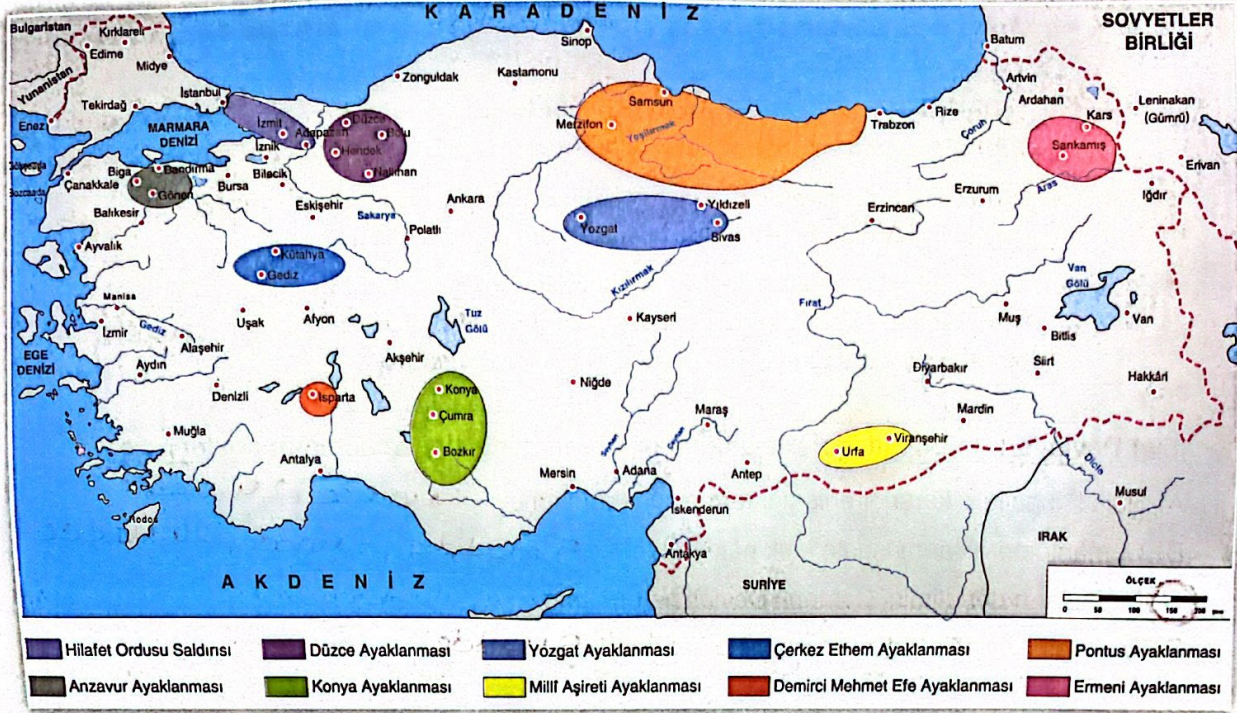 KARADENİZ
SOVYETLER
BİRLİĞİ
Bulgaristan
Kırklareli
Edirne
Midye
Yunanistan
Tekirdağ
İstanbul
Enez
MARMARA
DENİZİ
Sinop
Zonguldak
Kastamonu
Batum
Artvin
Ardahan
Leninakan
(Gümrü)
Kars
Sarıkamış
Erivan
Iğdır
Aras
Çoruh
Rize
Trabzon
Samsun
Merzifon
Yeşilırmak
İzmit
Adapazarı
İznik
Düzce
Bolu
Hendek
Nallıhan
Biga
Bandırma
Gönen
Çanakkale
Bozcaada
Balıkesir
Bursa
Bilecik
Eskişehir
Sakarya
Ankara
Polatlı
Yozgat
Yıldızeli
Sivas
Kızılırmak
Erzincan
Erzurum
Ayvalık
Kütahya
Gediz
Manisa
İzmir
Gediz
Alaşehir
Uşak
Afyon
Akşehir
Tuz
Gölü
Kayseri
Fırat
Muş
Bitlis
Van
Gölü
Van
EGE
DENİZİ
Aydın
Denizli
Isparta
Konya
Çumra
Bozkır
Niğde
Maraş
Diyarbakır
Siirt
Hakkâri
Mardin
Muğla
Antalya
Mersin
Seyhan
Ceyhan
Adana
Antep
Urfa
Viranşehir
Dicle
Musul
Rodos
İskenderun
Antakya
AKDENİZ
SURİYE
IRAK
ÖLÇEK
0 50 100 150 200
Hilafet Ordusu Saldırısı
Düzce Ayaklanması
Yozgat Ayaklanması
Çerkez Ethem Ayaklanması
Pontus Ayaklanması
Anzavur Ayaklanması
Konya Ayaklanması
Millî Aşireti Ayaklanması
Demirci Mehmet Efe Ayaklanması
Ermeni Ayaklanması